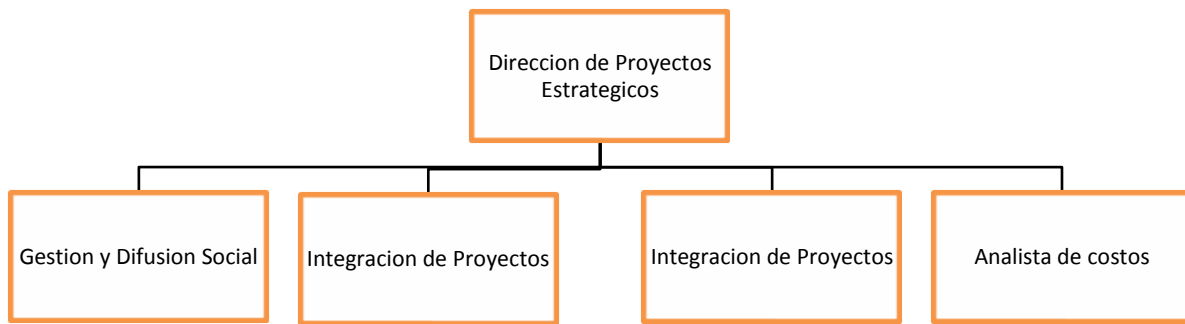 Direccion de Proyectos
Estrategicos
Gestion y Difusion Social
Integracion de Proyectos
Integracion de Proyectos
Analista de costos